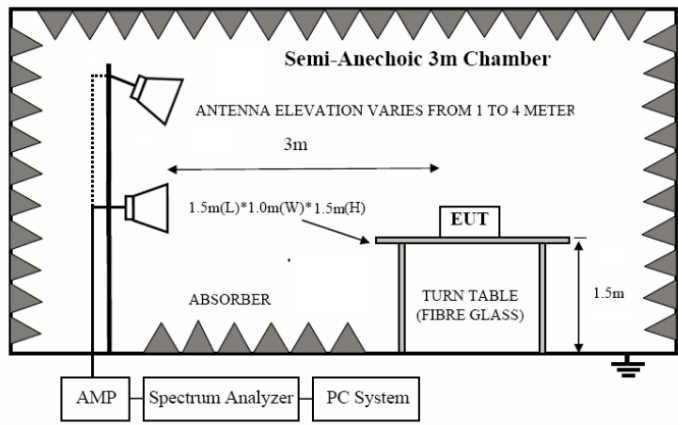 Semi-Anechoic 3m Chamber
ANTENNA ELEVATION VARIES FROM 1 TO 4 METER
3m
1.5m(L)*1.0m(W)*1.5m(H)
EUT
ABSORBER
TURN TABLE
(FIBRE GLASS)
1.5m
AMP
Spectrum Analyzer
PC System